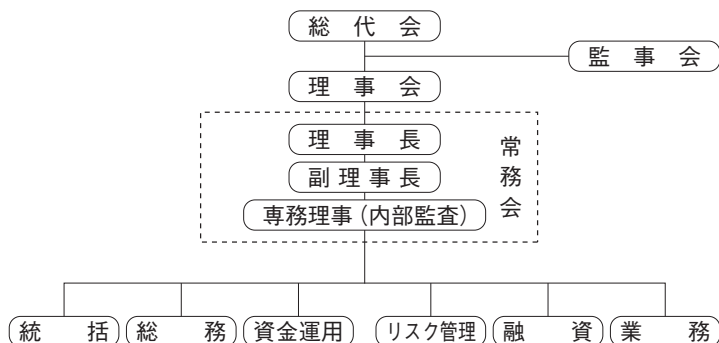 総代会
監事会
理事会
理事長
副理事長
専務理事(内部監査)
常務会
統括
総務
資金運用
リスク管理
融資
業務